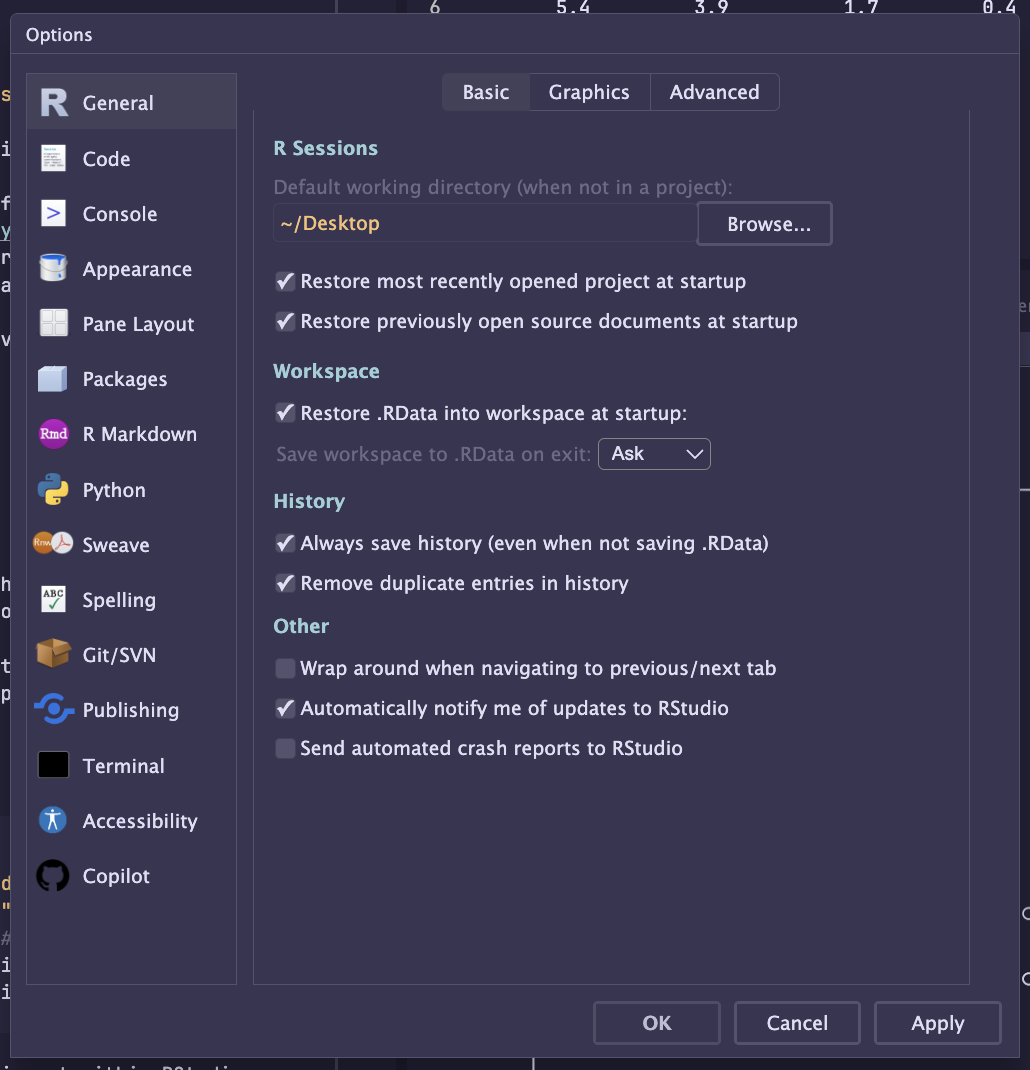 6 5.4 3.9 1.7 0.4
Options
R General
Code
> Console
Appearance
Pane Layout
Packages
Rmd R Markdown
Python
Rnw Sweave
ABC Spelling
Git/SVN
Publishing
Terminal
Accessibility
Copilot
Basic Graphics Advanced
R Sessions
Default working directory (when not in a project):
~/Desktop Browse...
Restore most recently opened project at startup
Restore previously open source documents at startup
Workspace
Restore .RData into workspace at startup:
Save workspace to .RData on exit: Ask
History
Always save history (even when not saving .RData)
Remove duplicate entries in history
Other
Wrap around when navigating to previous/next tab
Automatically notify me of updates to RStudio
Send automated crash reports to RStudio
OK Cancel Apply